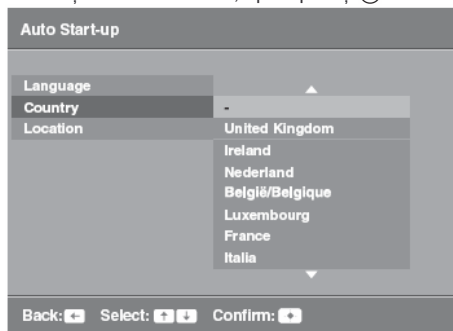 Auto Start-up
Language
Country
Location
-
United Kingdom
Ireland
Nederland
België/Belgique
Luxembourg
France
Italia
Back: Select: Confirm: